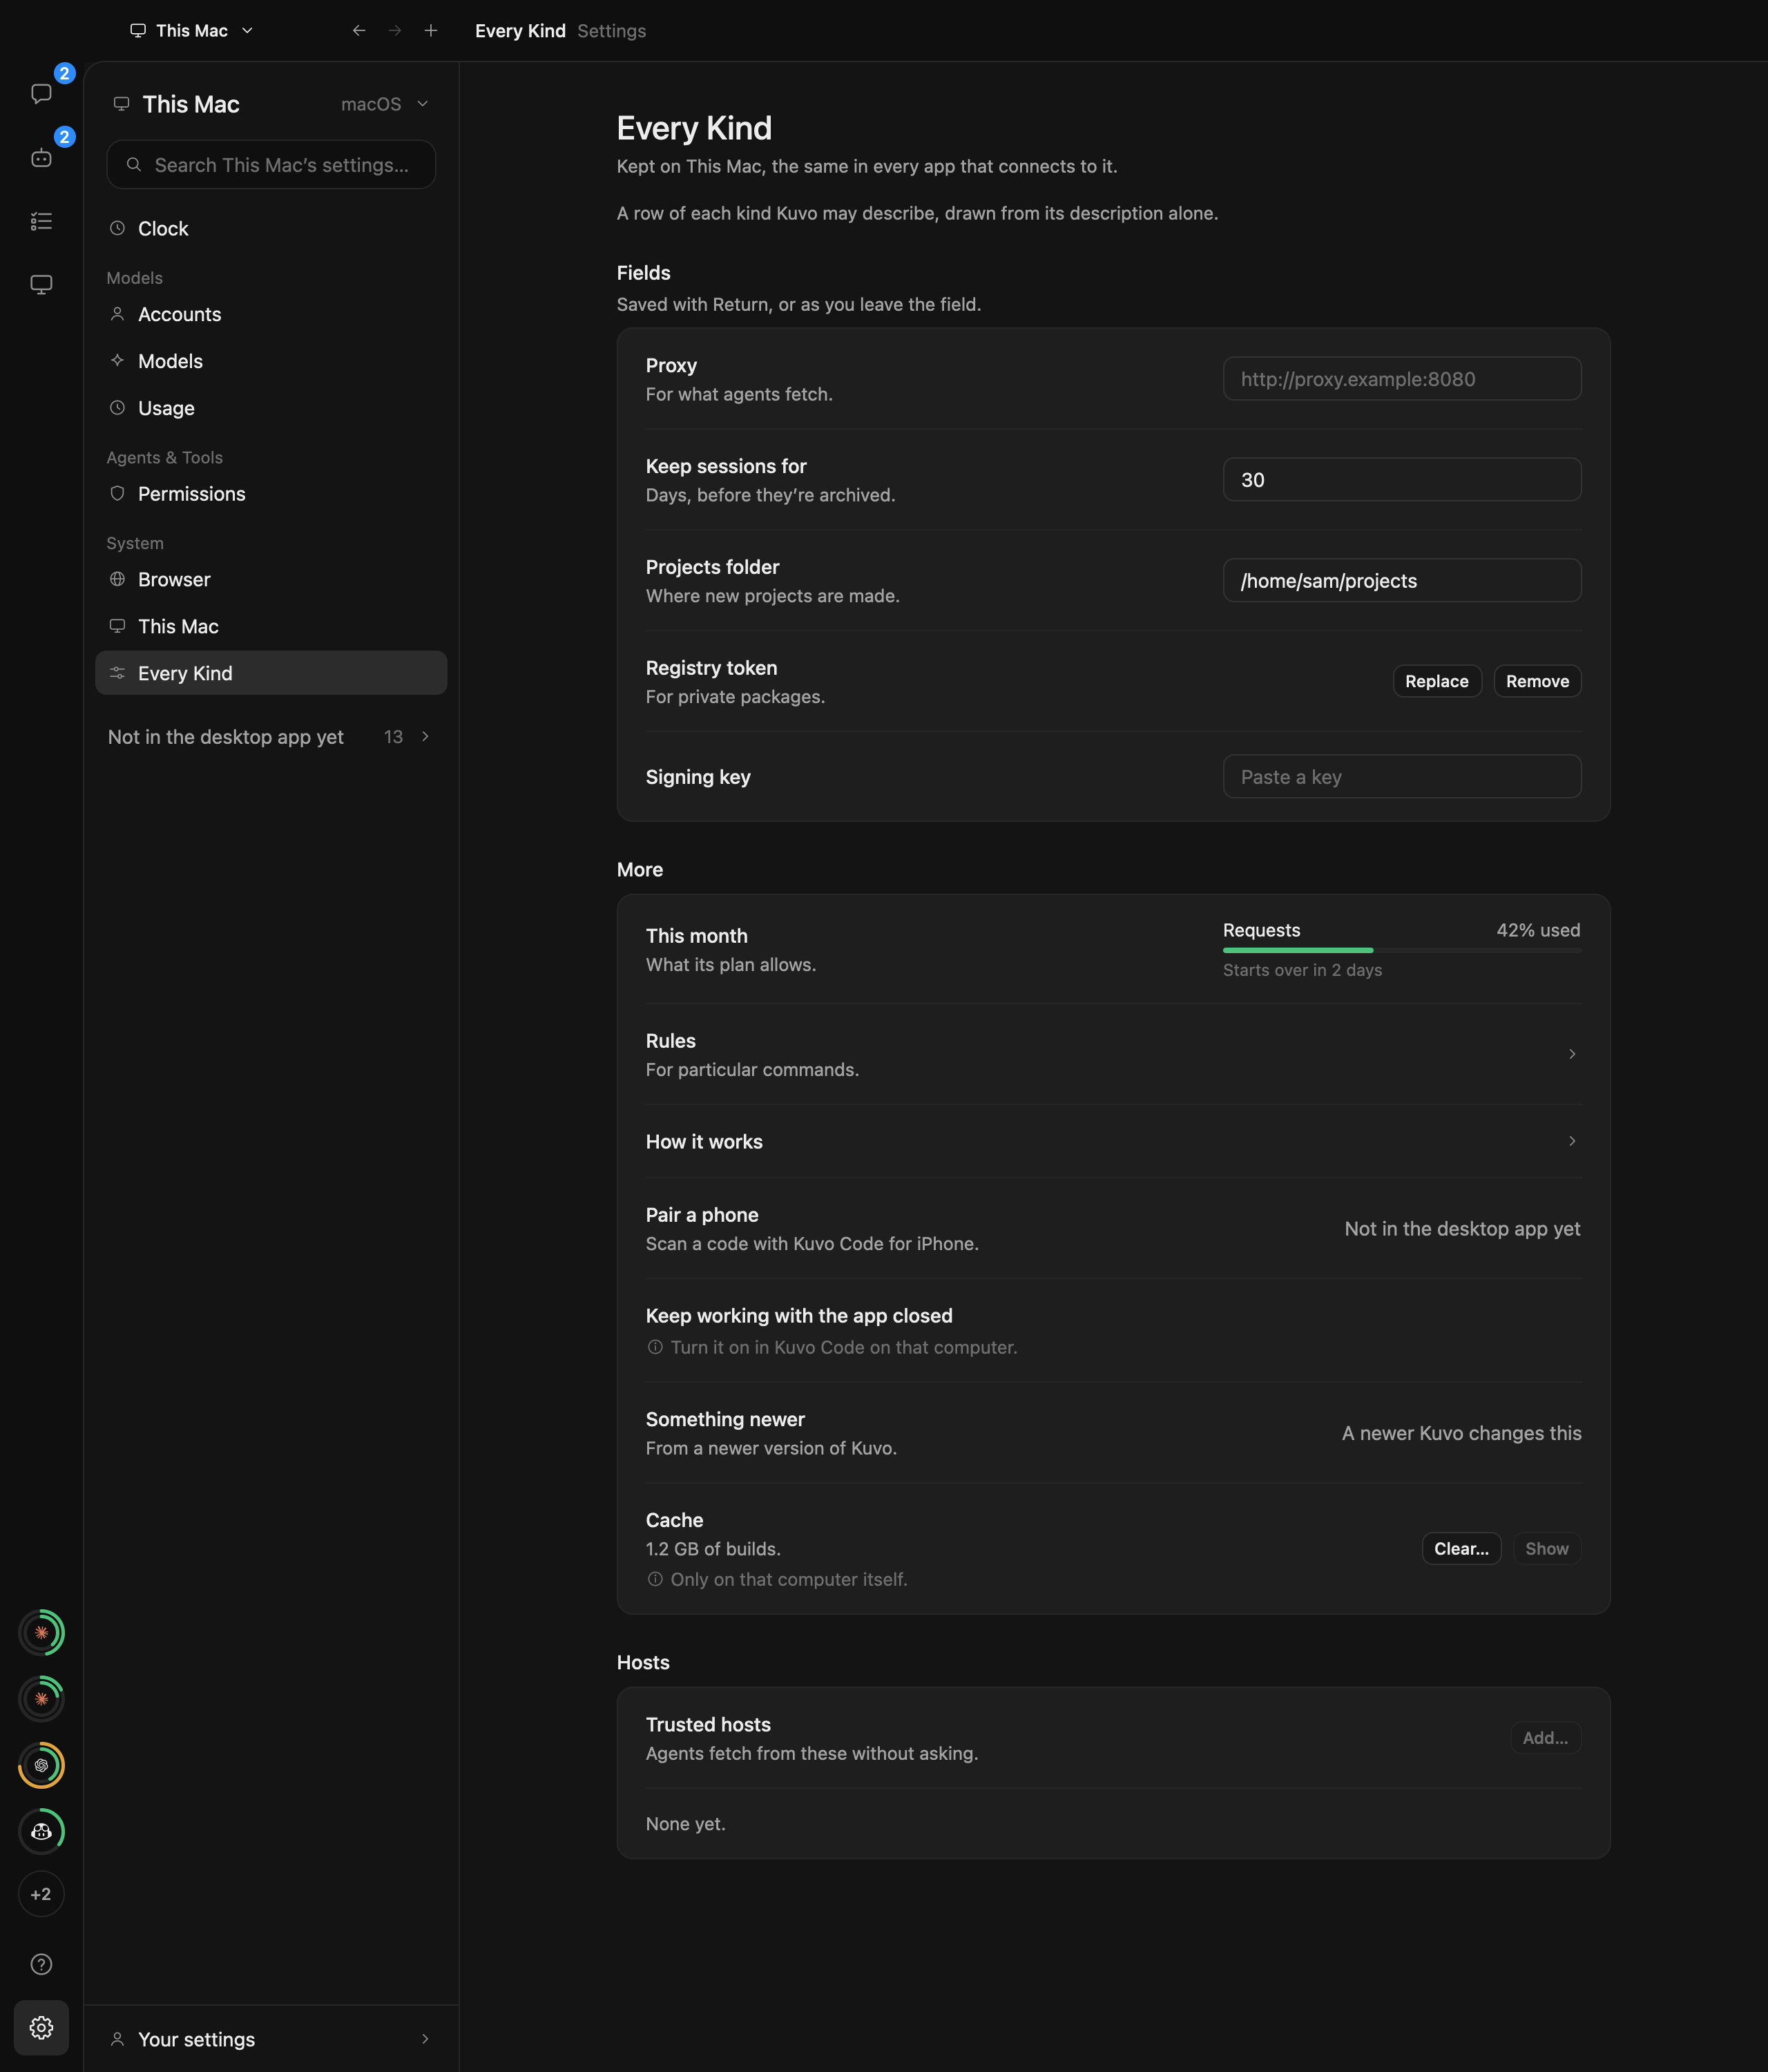 This Mac
Every Kind Settings
2
2
This Mac macOS
Search This Mac’s settings...
Clock
Models
Accounts
Models
Usage
Agents & Tools
Permissions
System
Browser
This Mac
Every Kind
Not in the desktop app yet 13
+2
Your settings
Every Kind
Kept on This Mac, the same in every app that connects to it.
A row of each kind Kuvo may describe, drawn from its description alone.
Fields
Saved with Return, or as you leave the field.
Proxy
For what agents fetch.
http://proxy.example:8080
Keep sessions for
Days, before they’re archived.
30
Projects folder
Where new projects are made.
/home/sam/projects
Registry token
For private packages.
Replace Remove
Signing key
Paste a key
More
This month
What its plan allows.
Requests 42% used
Starts over in 2 days
Rules
For particular commands.
How it works
Pair a phone
Scan a code with Kuvo Code for iPhone.
Not in the desktop app yet
Keep working with the app closed
Turn it on in Kuvo Code on that computer.
Something newer
From a newer version of Kuvo.
A newer Kuvo changes this
Cache
1.2 GB of builds.
Only on that computer itself.
Clear... Show
Hosts
Trusted hosts
Agents fetch from these without asking.
Add...
None yet.